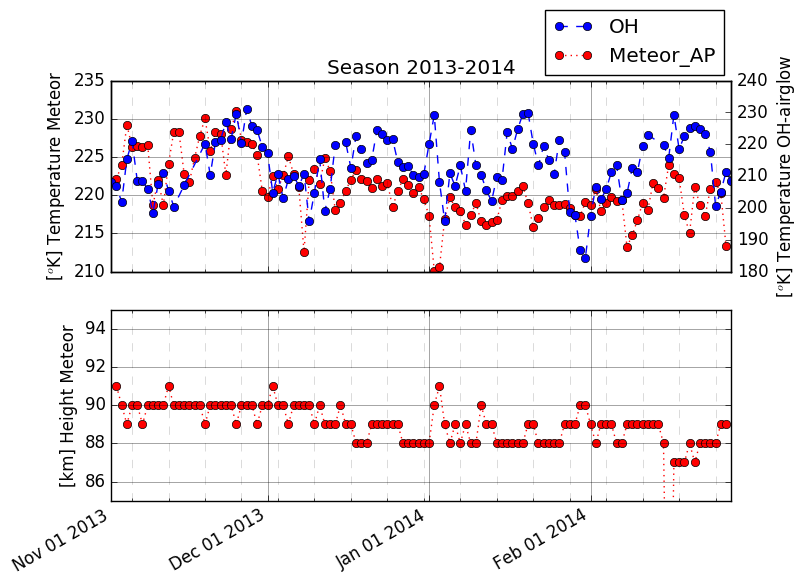 OH
Meteor_AP
Season 2013-2014
235
230
225
220
215
210
[°K] Temperature Meteor
240
230
220
210
200
190
180
[°K] Temperature OH-airglow
94
92
90
88
86
[km] Height Meteor
Nov 01 2013
Dec 01 2013
Jan 01 2014
Feb 01 2014